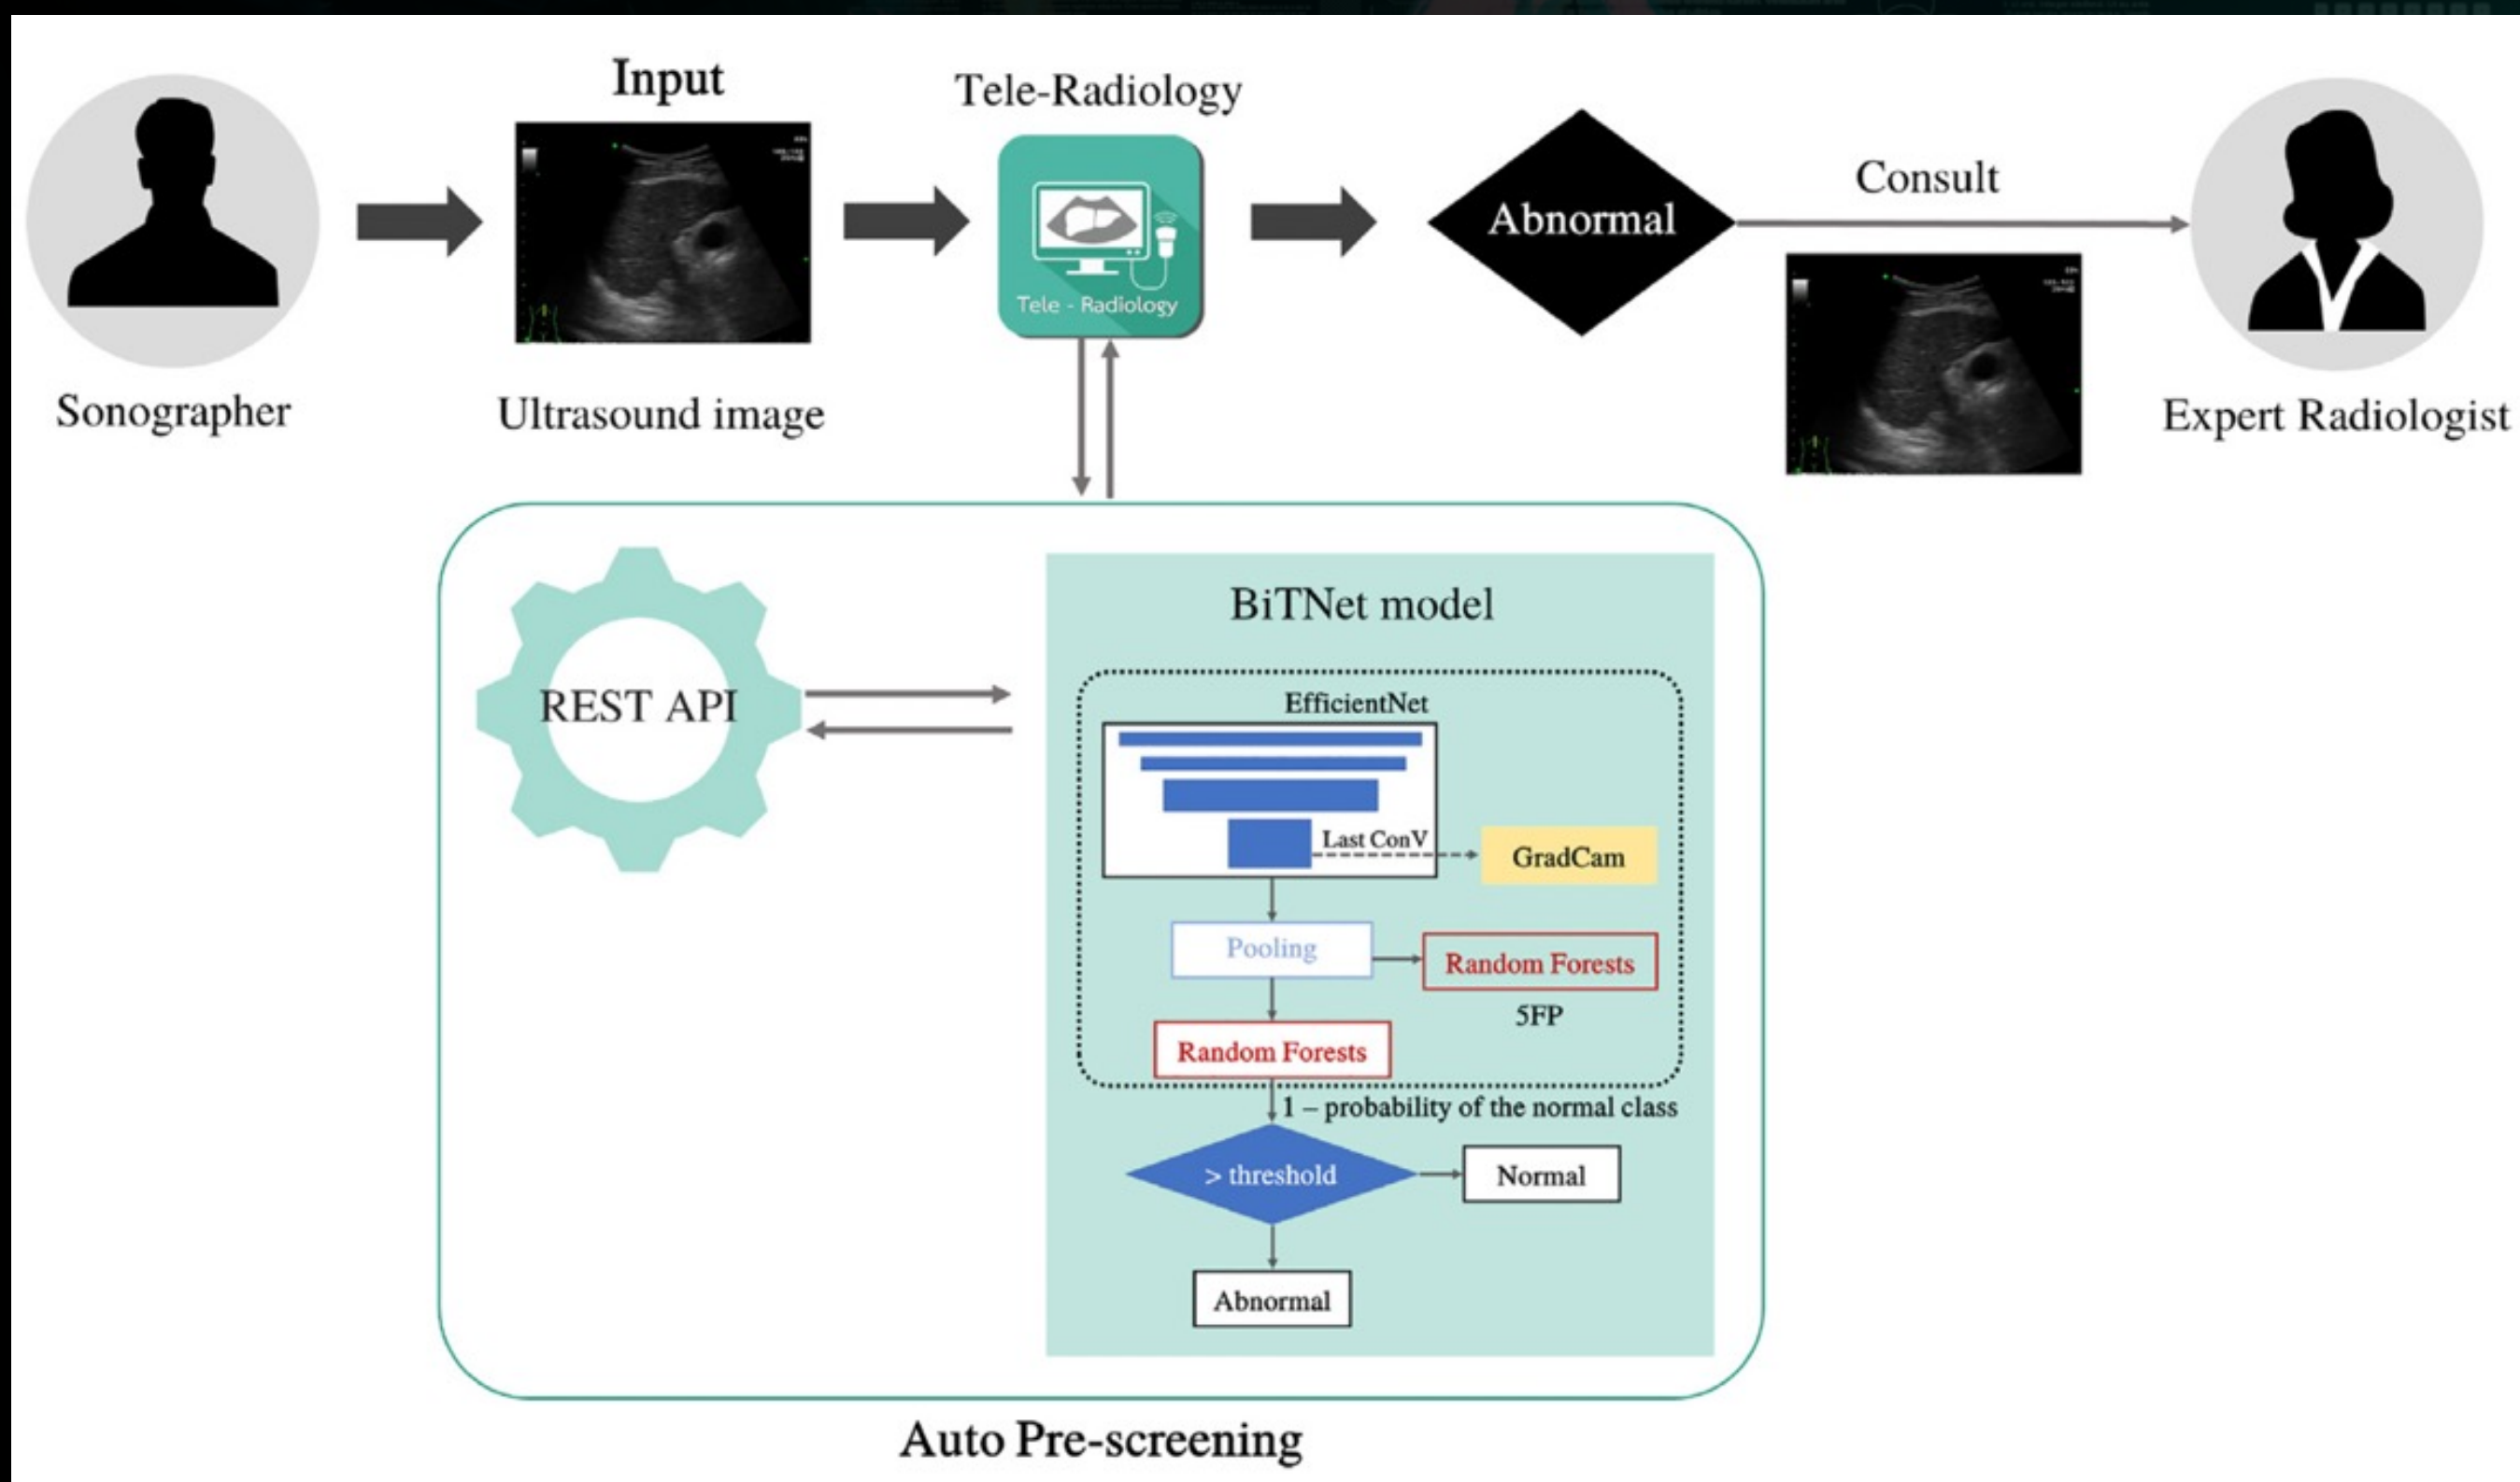 Input
Tele-Radiology
Tele - Radiology
Abnormal
Consult
Sonographer
Ultrasound image
Expert Radiologist
REST API
BiTNet model
EfficientNet
Last ConV
GradCam
Pooling
Random Forests
5FP
Random Forests
1 – probability of the normal class
> threshold
Normal
Abnormal
Auto Pre-screening